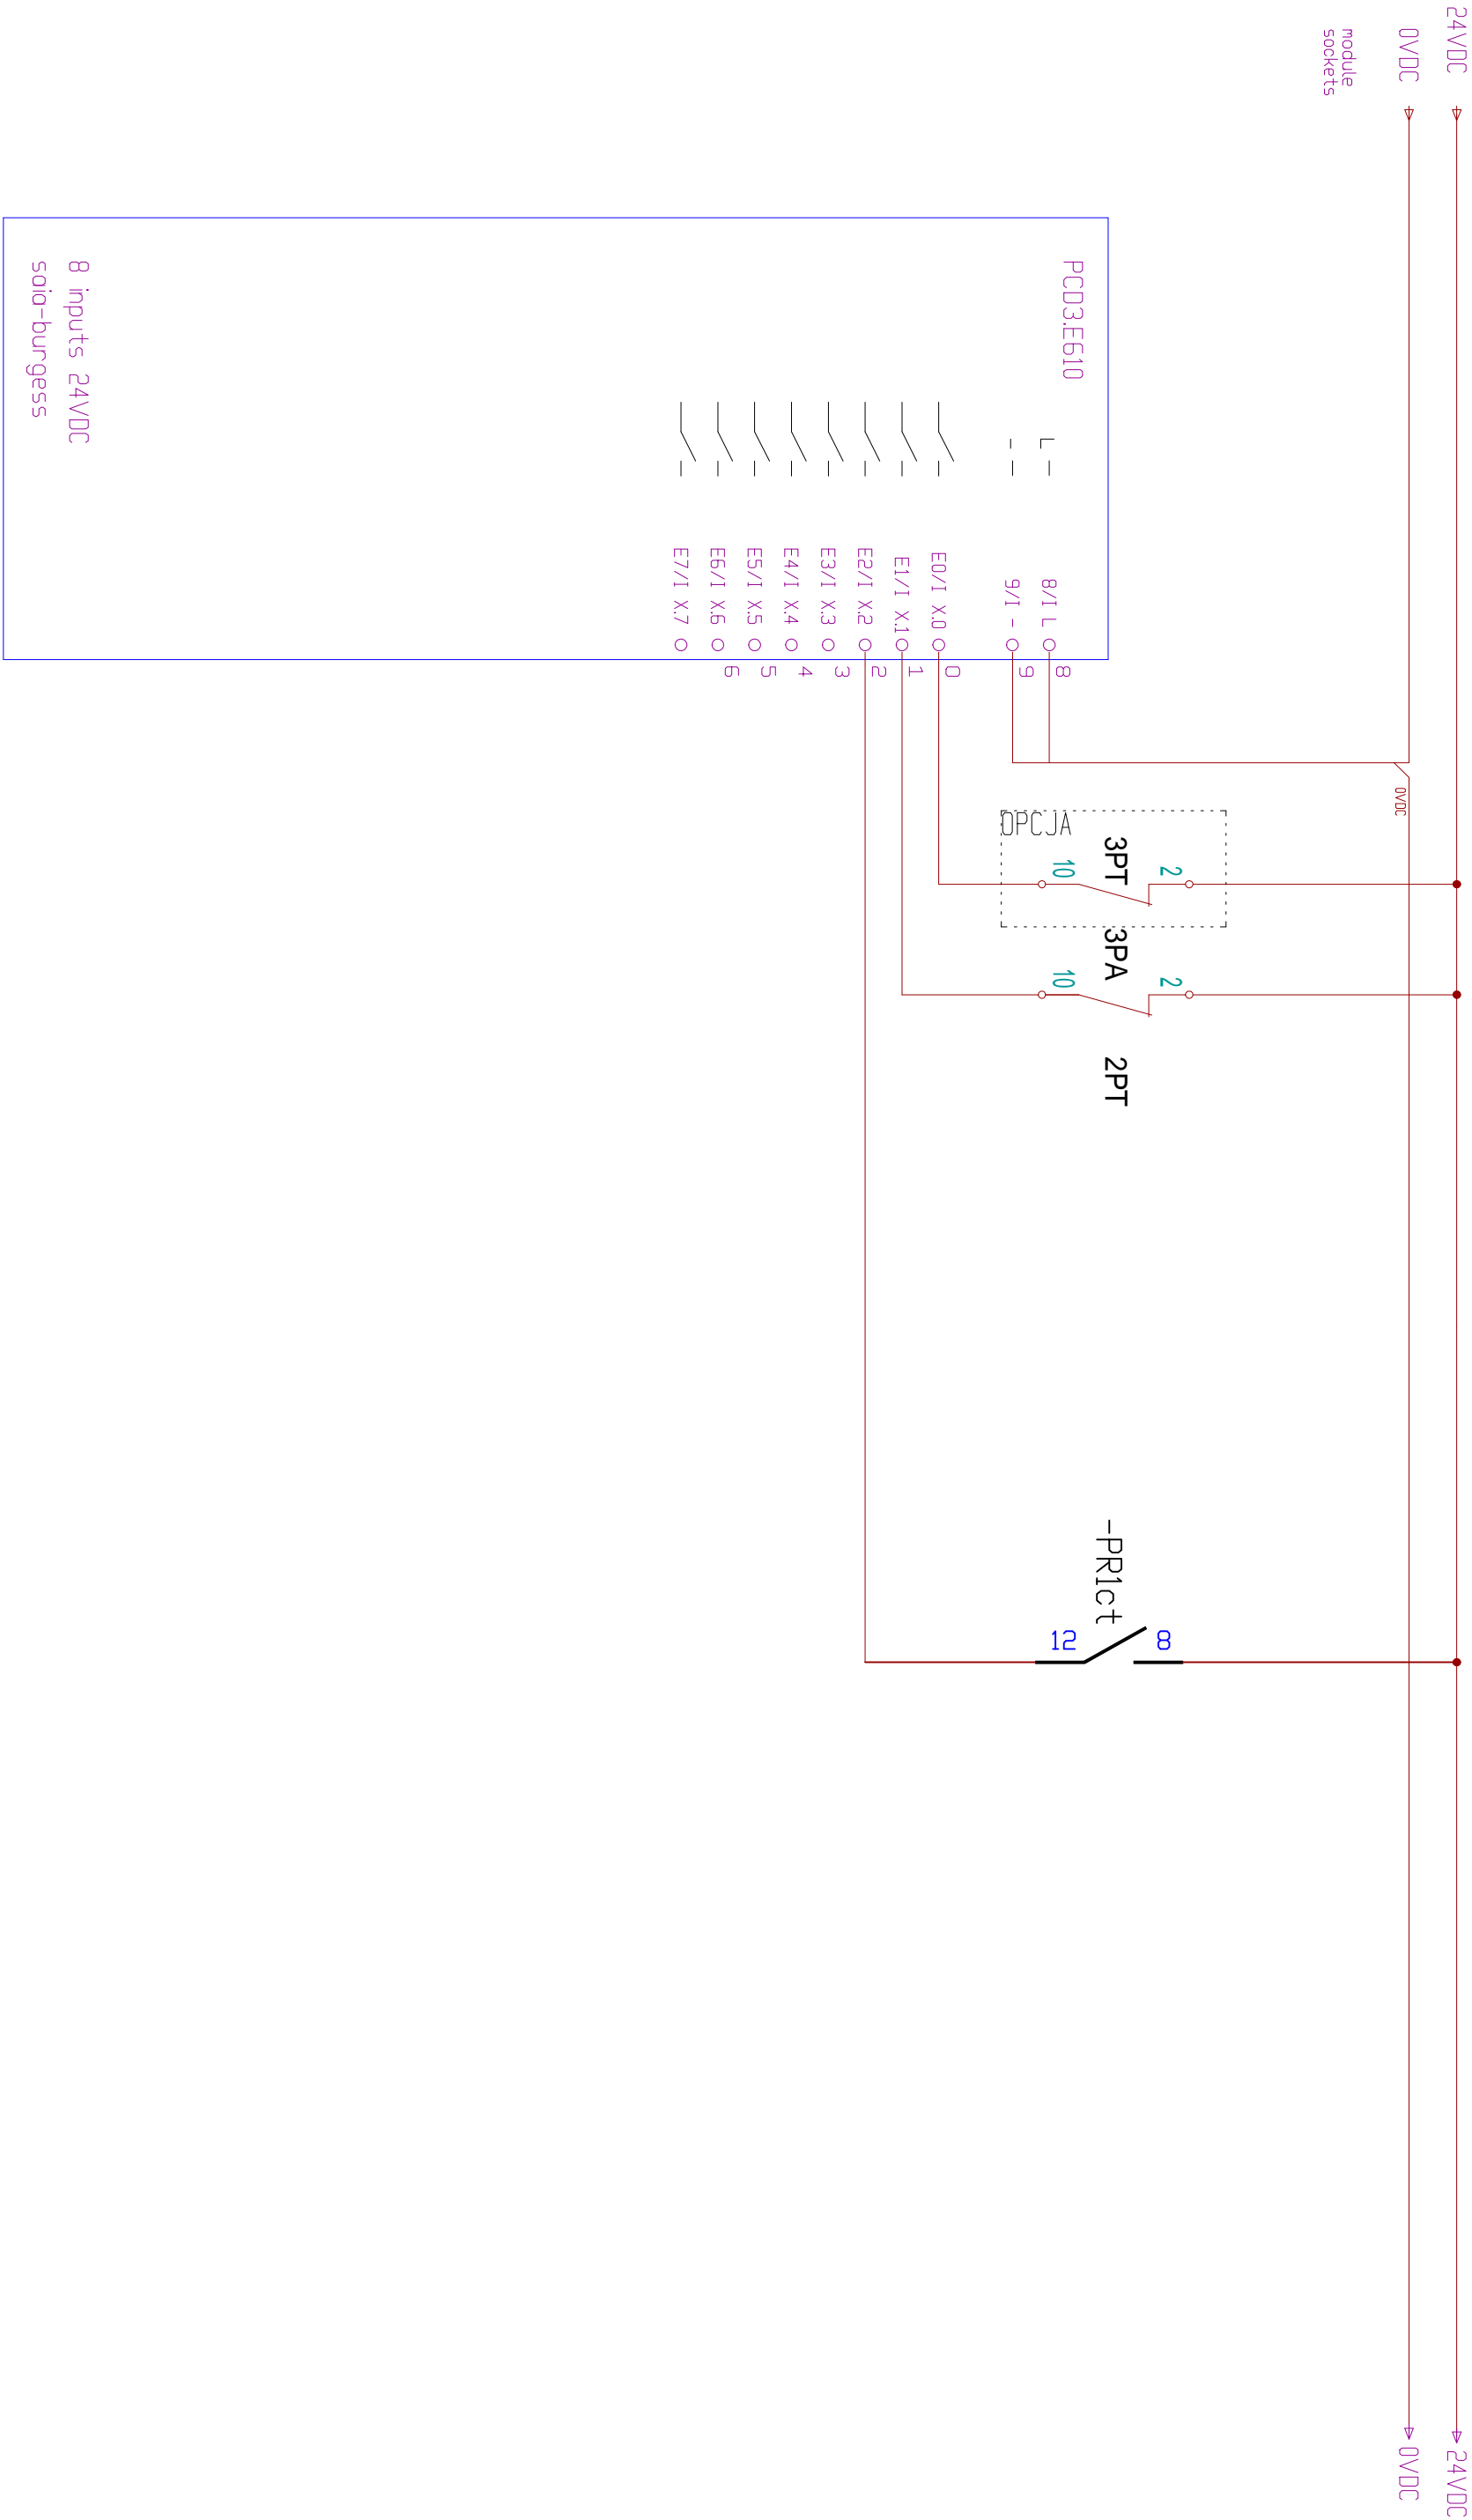 24VDC
24VDC
0VDC
0VDC
0VDC
module
sockets
PCD3.E610
L
-
8/I L
8
9/I -
9
E0/I X.0
0
E1/I X.1
1
E2/I X.2
2
E3/I X.3
3
E4/I X.4
4
E5/I X.5
5
E6/I X.6
6
E7/I X.7
8 inputs 24VDC
saia-burgess
OPCJA
3PT
2
10
3PA
2
10
2PT
-PR1ct
8
12